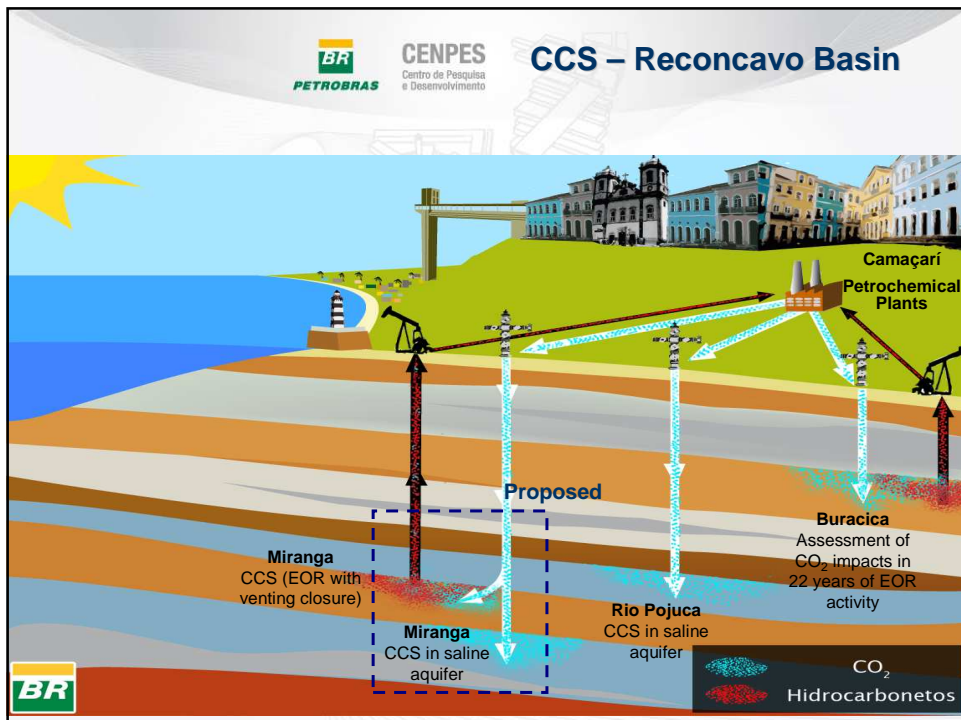 BR
PETROBRAS
CENPES
Centro de Pesquisa
e Desenvolvimento
CCS – Reconcavo Basin
Camaçarí
Petrochemical
Plants
Proposed
Miranga
CCS (EOR with
venting closure)
Miranga
CCS in saline
aquifer
Rio Pojuca
CCS in saline
aquifer
Buracica
Assessment of
CO₂ impacts in
22 years of EOR
activity
CO₂
Hidrocarbonetos
BR